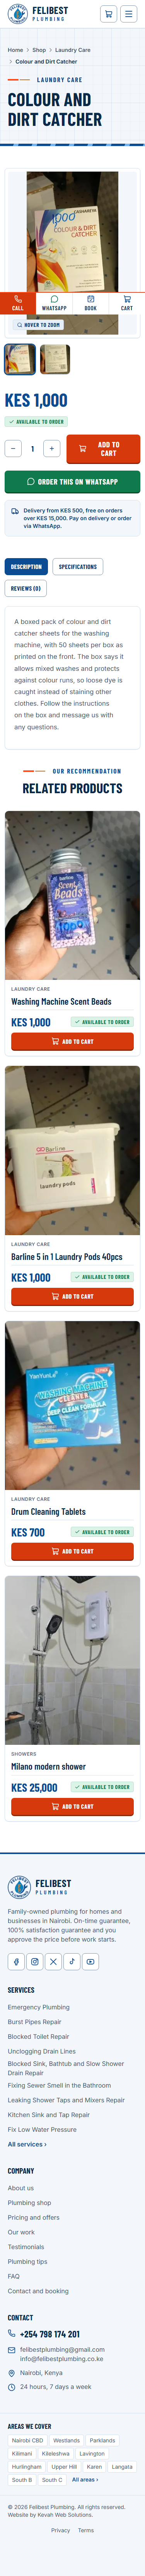 FELIBEST
PLUMBING
Home > Shop > Laundry Care
> Colour and Dirt Catcher
LAUNDRY CARE
COLOUR AND
DIRT CATCHER
CALL
WHATSAPP
BOOK
CART
HOVER TO ZOOM
KES 1,000
AVAILABLE TO ORDER
− 1 +
ADD TO
CART
ORDER THIS ON WHATSAPP
Delivery from KES 500, free on orders
over KES 15,000. Pay on delivery or order
via WhatsApp.
DESCRIPTION
SPECIFICATIONS
REVIEWS (0)
A boxed pack of colour and dirt
catcher sheets for the washing
machine, with 50 sheets per box as
printed on the front. The box says it
allows mixed washes and protects
against colour runs, so loose dye is
caught instead of staining other
clothes. Follow the instructions
on the box and message us with
any questions.
OUR RECOMMENDATION
RELATED PRODUCTS
Scent
Beads
LAUNDRY CARE
Washing Machine Scent Beads
KES 1,000
AVAILABLE TO ORDER
ADD TO CART
Barline
laundry pods
LAUNDRY CARE
Barline 5 in 1 Laundry Pods 40pcs
KES 1,000
AVAILABLE TO ORDER
ADD TO CART
WASHING MACHINE
CLEANER
DEEP CLEAN FORMULA
LAUNDRY CARE
Drum Cleaning Tablets
KES 700
AVAILABLE TO ORDER
ADD TO CART
SHOWERS
Milano modern shower
KES 25,000
AVAILABLE TO ORDER
ADD TO CART
FELIBEST
PLUMBING
Family-owned plumbing for homes and
businesses in Nairobi. On-time guarantee,
100% satisfaction guarantee, and you
approve the price before work starts.
SERVICES
Emergency Plumbing
Burst Pipes Repair
Blocked Toilet Repair
Unclogging Drain Lines
Blocked Sink, Bathtub and Slow Shower
Drain Repair
Fixing Sewer Smell in the Bathroom
Leaking Shower Taps and Mixers Repair
Kitchen Sink and Tap Repair
Fix Low Water Pressure
All services ›
COMPANY
About us
Plumbing shop
Pricing and offers
Our work
Testimonials
Plumbing tips
FAQ
Contact and booking
CONTACT
+254 798 174 201
felibestplumbing@gmail.com
info@felibestplumbing.co.ke
Nairobi, Kenya
24 hours, 7 days a week
AREAS WE COVER
Nairobi CBD
Westlands
Parklands
Kilimani
Kileleshwa
Lavington
Hurlingham
Upper Hill
Karen
Langata
South B
South C
All areas ›
© 2026 Felibest Plumbing. All rights reserved.
Website by Kevah Web Solutions.
Privacy
Terms